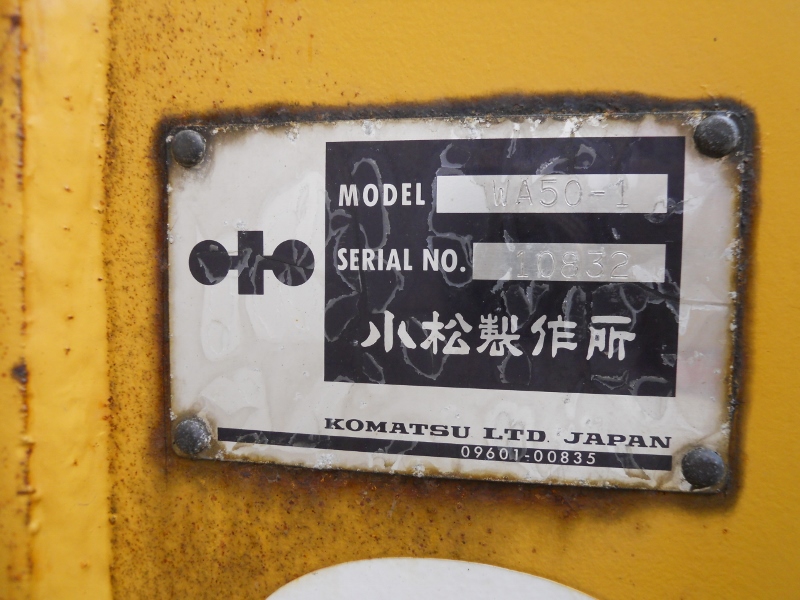 MODEL WA50-1
SERIAL NO. 10832
小松製作所
KOMATSU LTD. JAPAN
09601-00835